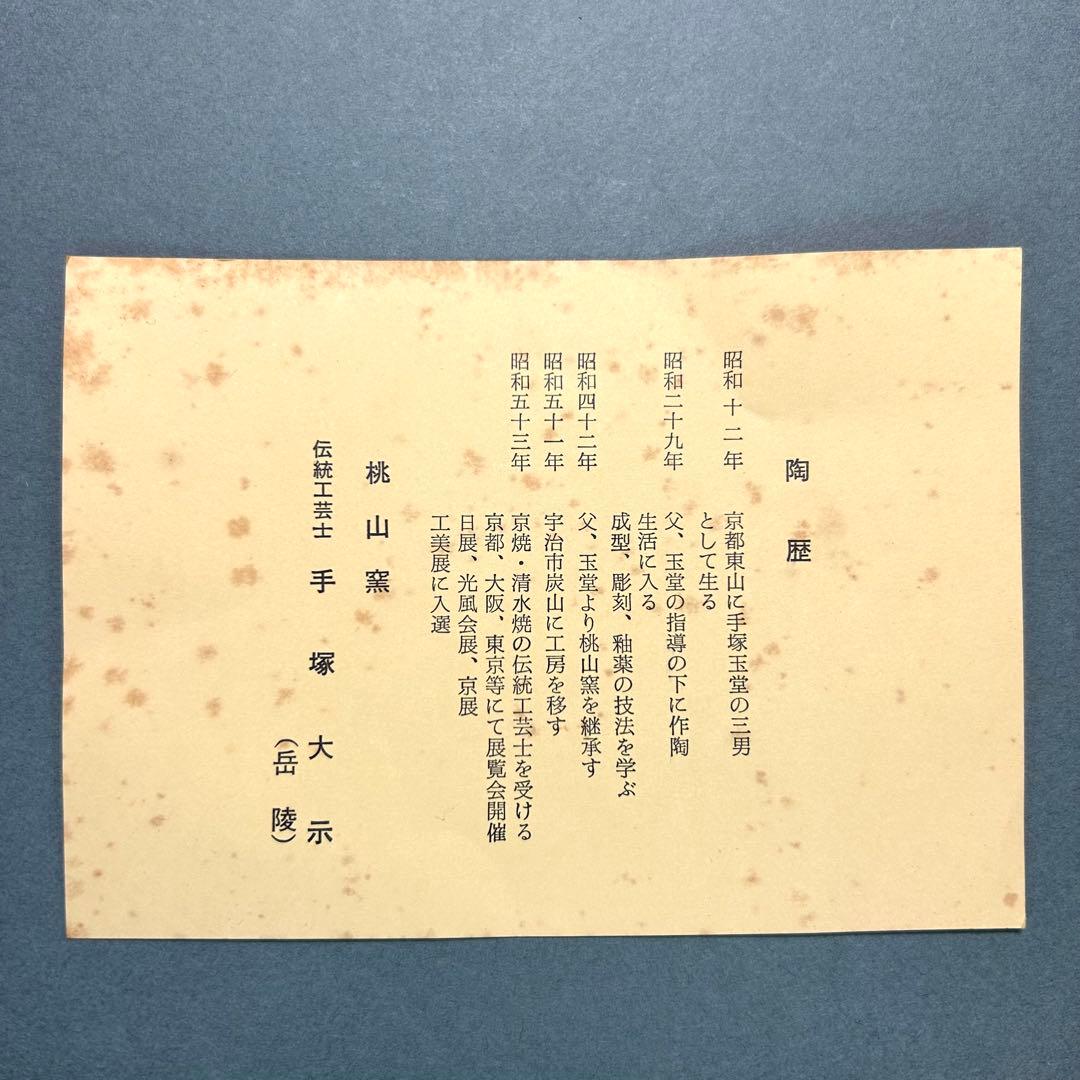 陶歴
昭和十二年 京都東山に手塚玉堂の三男
として生る
昭和二十九年 父、玉堂の指導の下に作陶
生活に入る
成型、彫刻、釉薬の技法を学ぶ
昭和四十二年 父、玉堂より桃山窯を継承す
昭和五十一年 宇治市炭山に工房を移す
昭和五十三年 京焼・清水焼の伝統工芸士を受ける
京都、大阪、東京等にて展覧会開催
日展、光風会展、京展
工美展に入選
桃山窯
伝統工芸士 手塚大示
（岳陵）